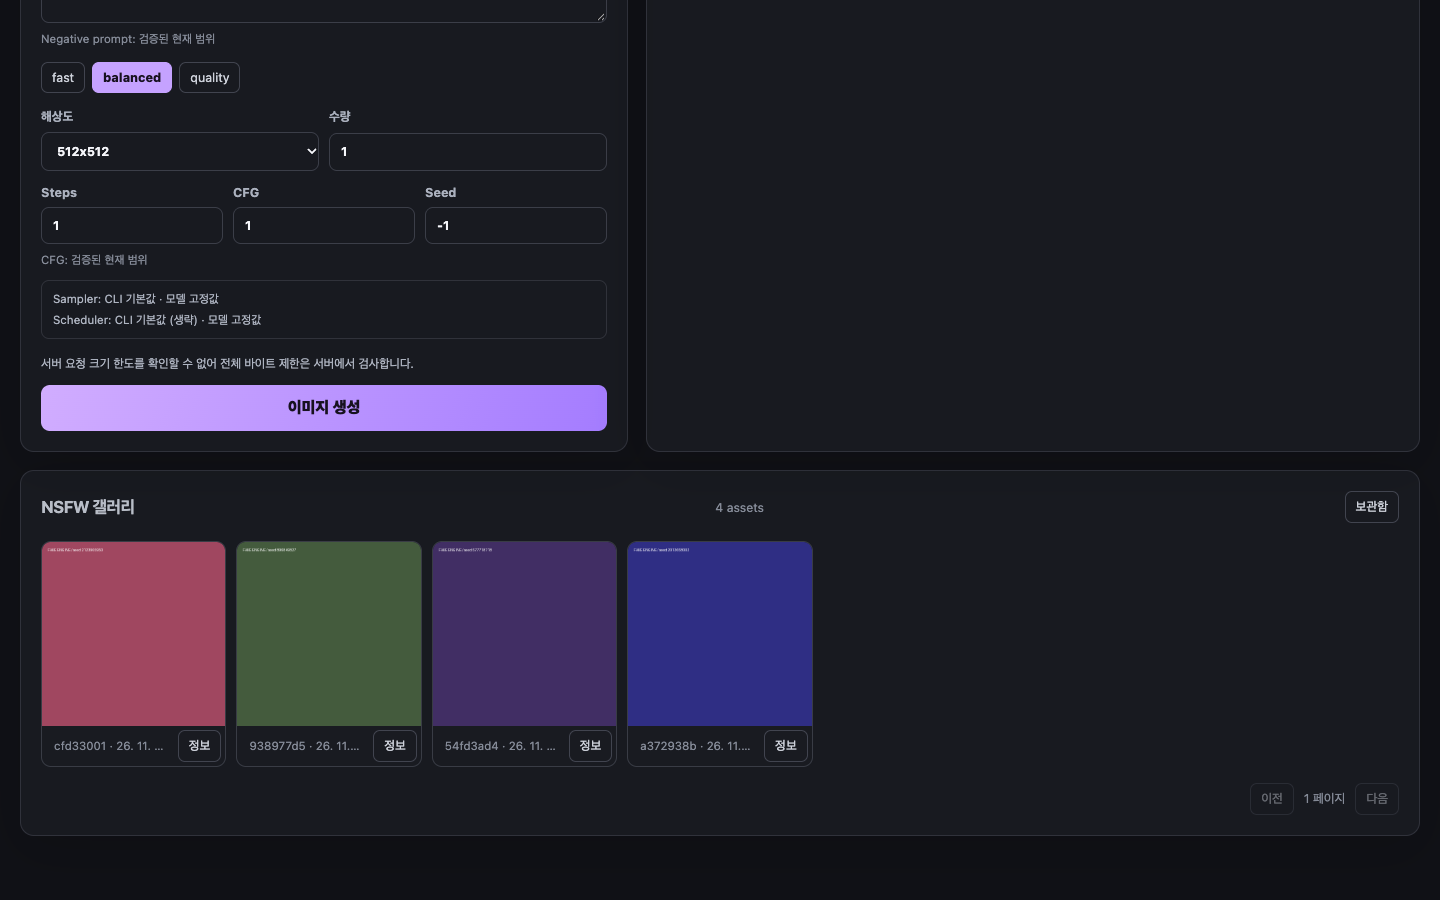 Negative prompt: 검증된 현재 범위
fast balanced quality
해상도 수량
512x512 1
Steps CFG Seed
1 1 -1
CFG: 검증된 현재 범위
Sampler: CLI 기본값 · 모델 고정값
Scheduler: CLI 기본값 (생략) · 모델 고정값
서버 요청 크기 한도를 확인할 수 없어 전체 바이트 제한은 서버에서 검사합니다.
이미지 생성
NSFW 갤러리 4 assets 보관함
cfd33001 · 26. 11. ... 정보 938977d5 · 26. 11.... 정보 54fd3ad4 · 26. 11. ... 정보 a372938b · 26. 11.... 정보
이전 1 페이지 다음